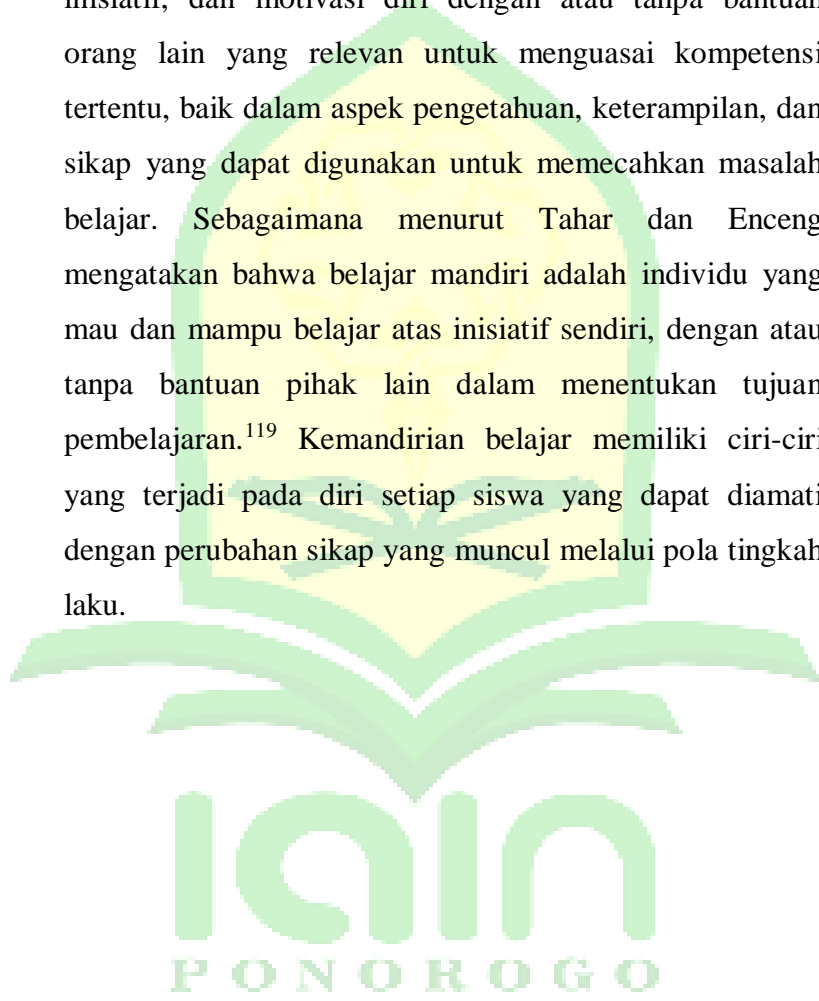 inisiatif, dan motivasi diri dengan atau tanpa bantuan
orang lain yang relevan untuk menguasai kompetensi
tertentu, baik dalam aspek pengetahuan, keterampilan, dan
sikap yang dapat digunakan untuk memecahkan masalah
belajar. Sebagaimana menurut Tahar dan Enceng
mengatakan bahwa belajar mandiri adalah individu yang
mau dan mampu belajar atas inisiatif sendiri, dengan atau
tanpa bantuan pihak lain dalam menentukan tujuan
pembelajaran.119 Kemandirian belajar memiliki ciri-ciri
yang terjadi pada diri setiap siswa yang dapat diamati
dengan perubahan sikap yang muncul melalui pola tingkah
laku.
iain
PONOROGO